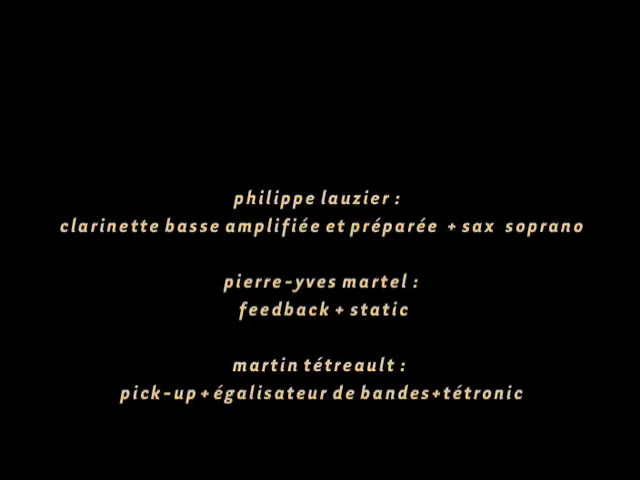 philippe lauzier :
clarinette basse amplifiée et préparée + sax soprano
pierre-yves martel :
feedback + static
martin tétreault :
pick-up+égalisateur de bandes+tétronic